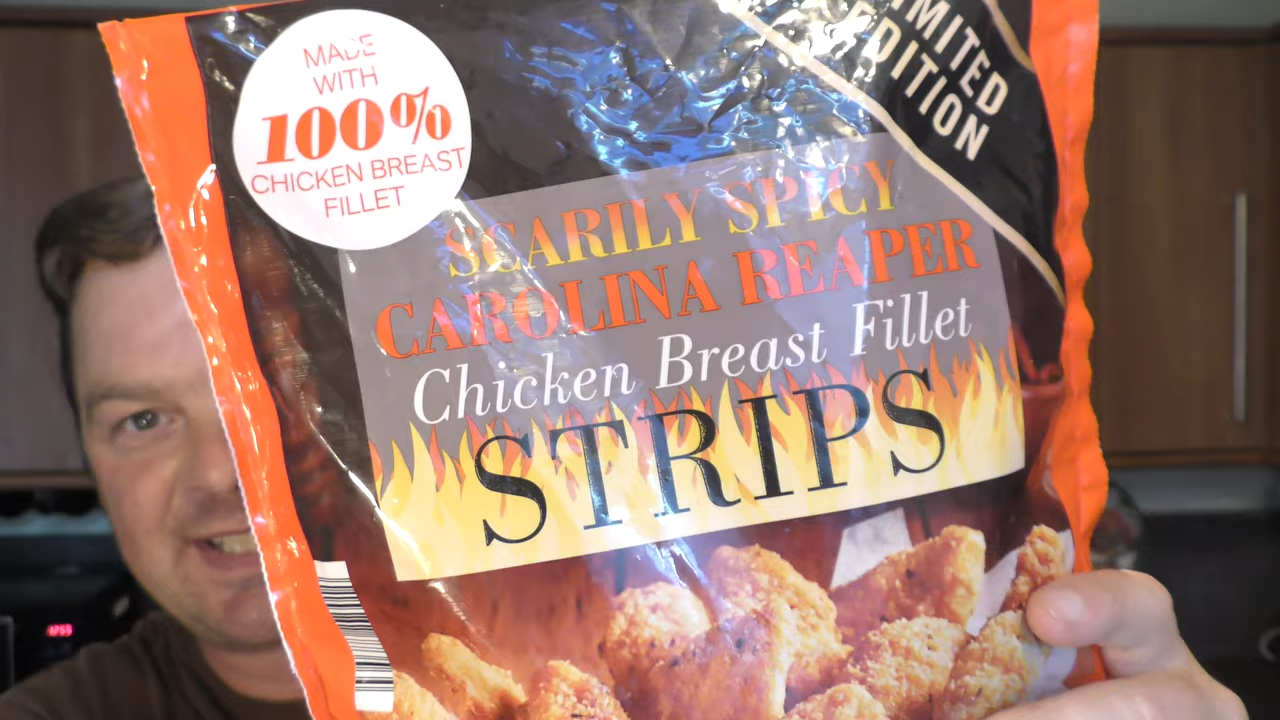 MADE
WITH
100%
CHICKEN BREAST
FILLET
LIMITED
EDITION
SCARILY SPICY
CAROLINA REAPER
Chicken Breast Fillet
STRIPS